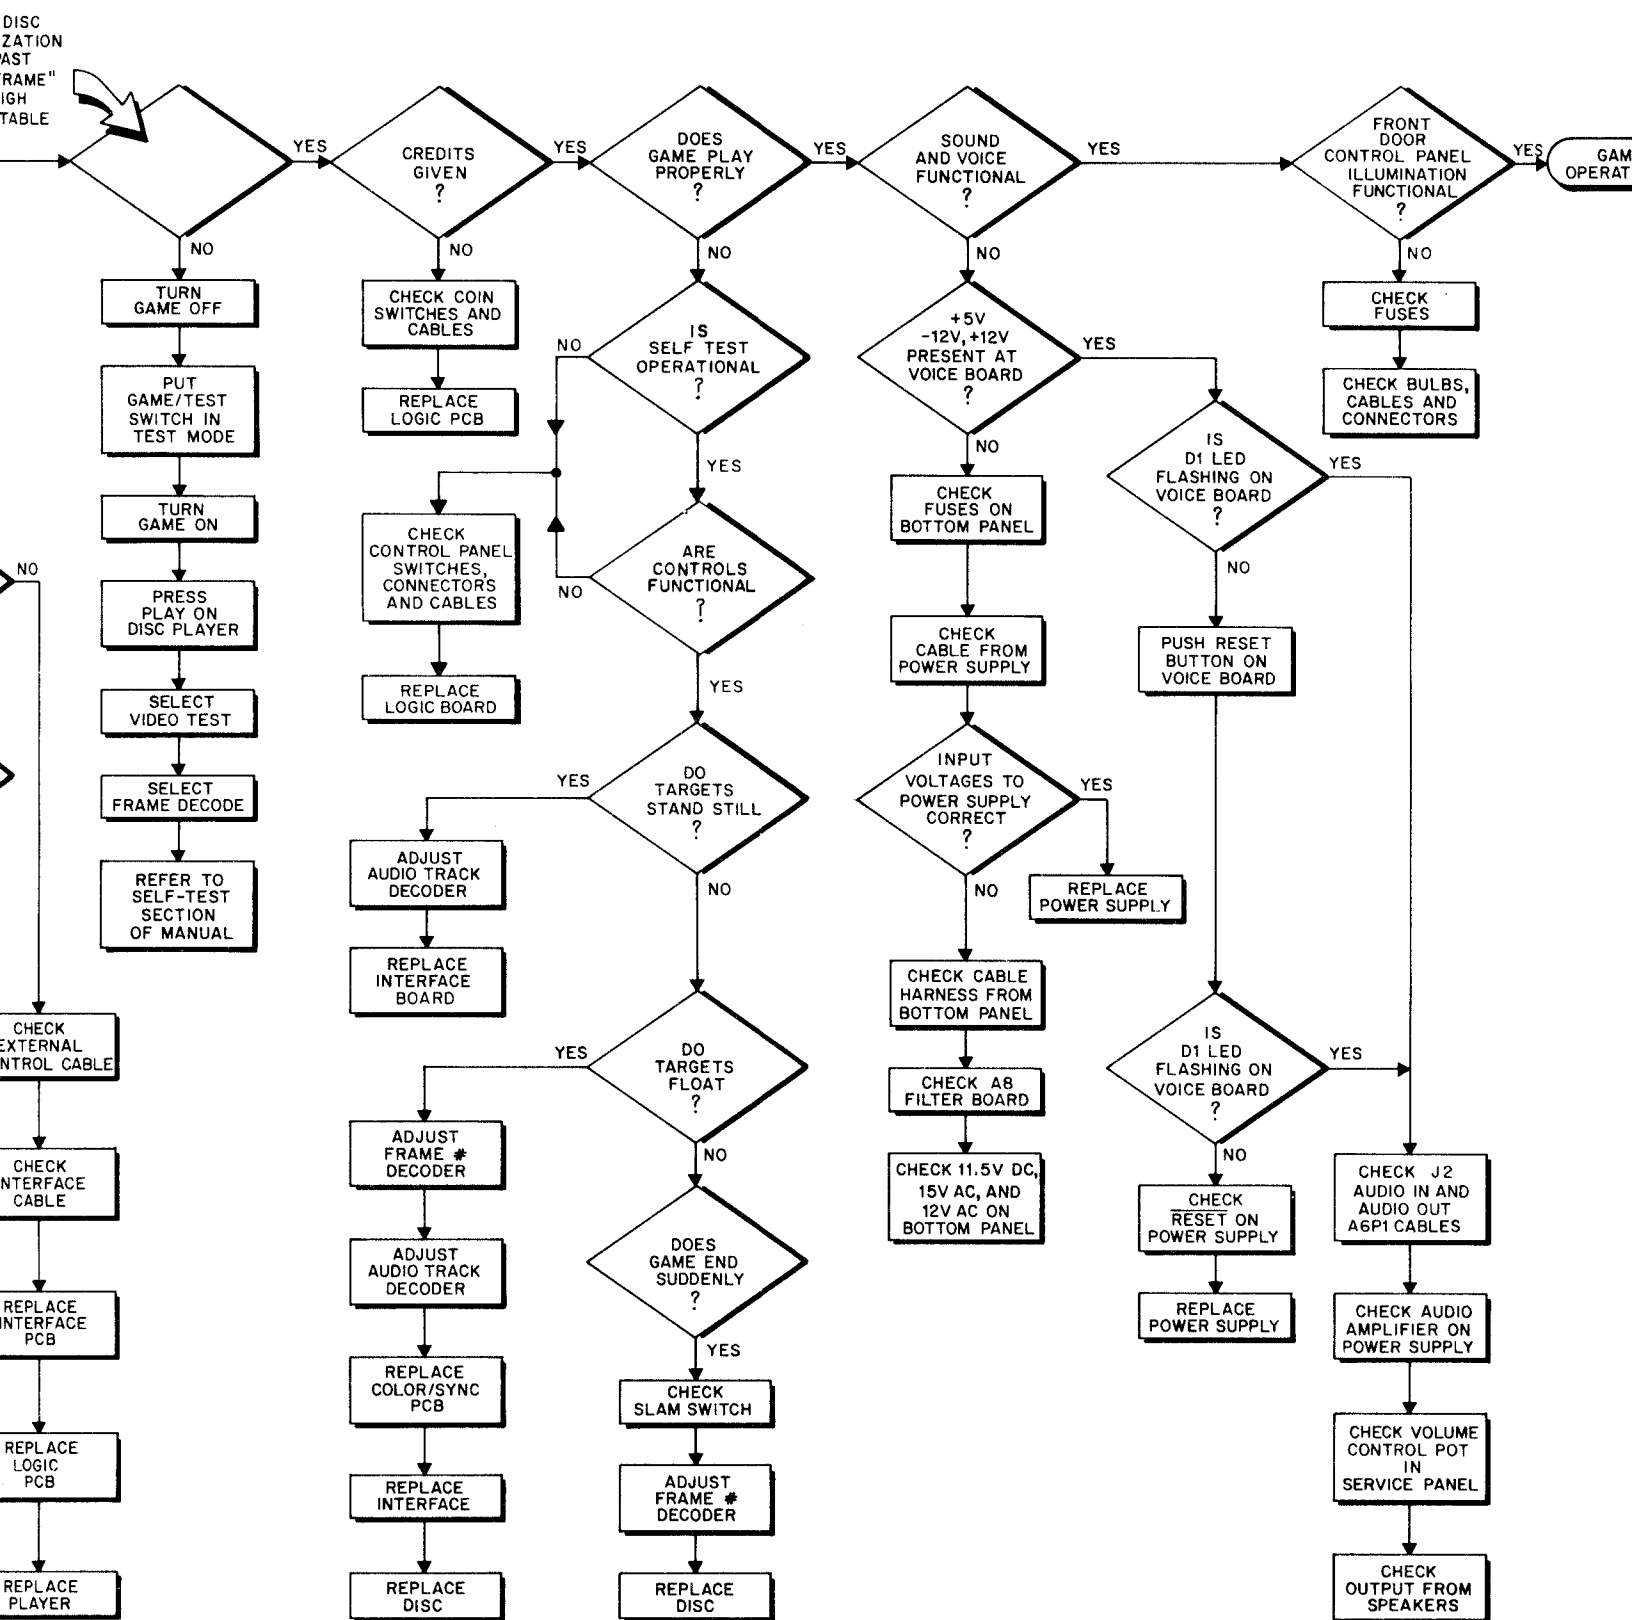 DISC
ZATION
PAST
FRAME"
IGH
TABLE
YES
NO
TURN
GAME OFF
PUT
GAME/TEST
SWITCH IN
TEST MODE
TURN
GAME ON
PRESS
PLAY ON
DISC PLAYER
SELECT
VIDEO TEST
SELECT
FRAME DECODE
REFER TO
SELF-TEST
SECTION
OF MANUAL
NO
CHECK
EXTERNAL
NTROL CABLE
CHECK
NTERFACE
CABLE
REPLACE
NTERFACE
PCB
REPLACE
LOGIC
PCB
REPLACE
PLAYER
CREDITS
GIVEN
?
YES
NO
CHECK COIN
SWITCHES AND
CABLES
REPLACE
LOGIC PCB
DOES
GAME PLAY
PROPERLY
?
YES
NO
IS
SELF TEST
OPERATIONAL
?
NO
YES
CHECK
CONTROL PANEL
SWITCHES,
CONNECTORS
AND CABLES
REPLACE
LOGIC BOARD
ARE
CONTROLS
FUNCTIONAL
?
NO
YES
DO
TARGETS
STAND STILL
?
YES
NO
ADJUST
AUDIO TRACK
DECODER
REPLACE
INTERFACE
BOARD
DO
TARGETS
FLOAT
?
YES
NO
ADJUST
FRAME #
DECODER
ADJUST
AUDIO TRACK
DECODER
REPLACE
COLOR/SYNC
PCB
REPLACE
INTERFACE
REPLACE
DISC
DOES
GAME END
SUDDENLY
?
YES
CHECK
SLAM SWITCH
ADJUST
FRAME #
DECODER
REPLACE
DISC
SOUND
AND VOICE
FUNCTIONAL
?
YES
NO
+5V
-12V,+12V
PRESENT AT
VOICE BOARD
?
YES
NO
CHECK
FUSES ON
BOTTOM PANEL
CHECK
CABLE FROM
POWER SUPPLY
INPUT
VOLTAGES TO
POWER SUPPLY
CORRECT
?
YES
NO
REPLACE
POWER SUPPLY
CHECK CABLE
HARNESS FROM
BOTTOM PANEL
CHECK A8
FILTER BOARD
CHECK 11.5V DC,
15V AC, AND
12V AC ON
BOTTOM PANEL
IS
D1 LED
FLASHING ON
VOICE BOARD
?
YES
NO
PUSH RESET
BUTTON ON
VOICE BOARD
IS
D1 LED
FLASHING ON
VOICE BOARD
?
YES
NO
CHECK
RESET ON
POWER SUPPLY
REPLACE
POWER SUPPLY
CHECK J2
AUDIO IN AND
AUDIO OUT
A6P1 CABLES
CHECK AUDIO
AMPLIFIER ON
POWER SUPPLY
CHECK VOLUME
CONTROL POT
IN
SERVICE PANEL
CHECK
OUTPUT FROM
SPEAKERS
FRONT
DOOR
CONTROL PANEL
ILLUMINATION
FUNCTIONAL
?
YES
NO
CHECK
FUSES
CHECK BULBS,
CABLES AND
CONNECTORS
GAM
OPERAT